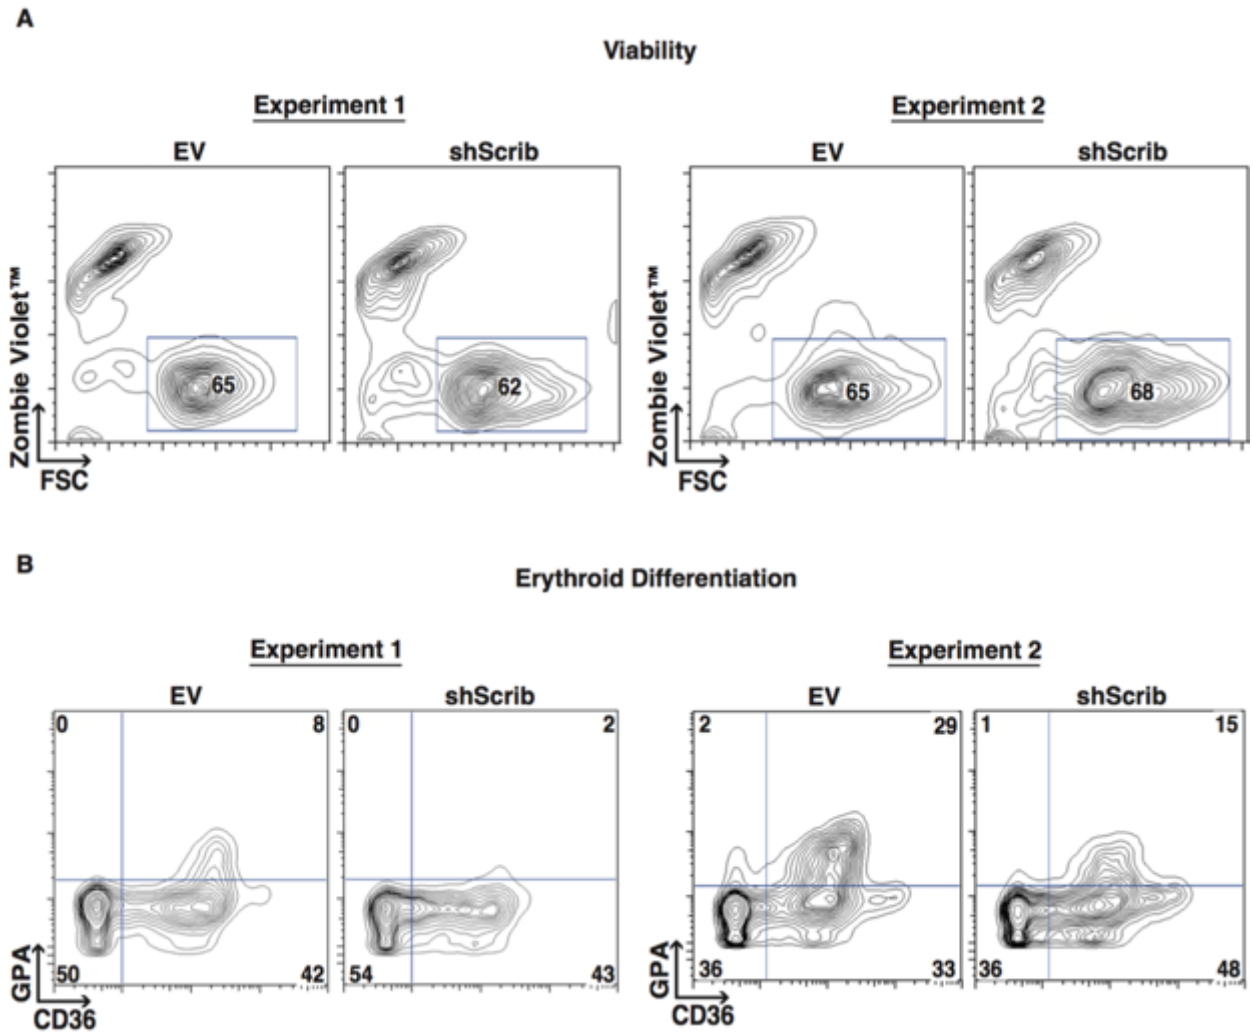 A
Viability
Experiment 1
Experiment 2
EV
shScrib
EV
shScrib
Zombie Violet™
65
62
Zombie Violet™
65
68
FSC
FSC
B
Erythroid Differentiation
Experiment 1
Experiment 2
EV
shScrib
EV
shScrib
0
8
0
2
2
29
1
15
GPA
50
42
54
43
GPA
36
33
36
48
CD36
CD36